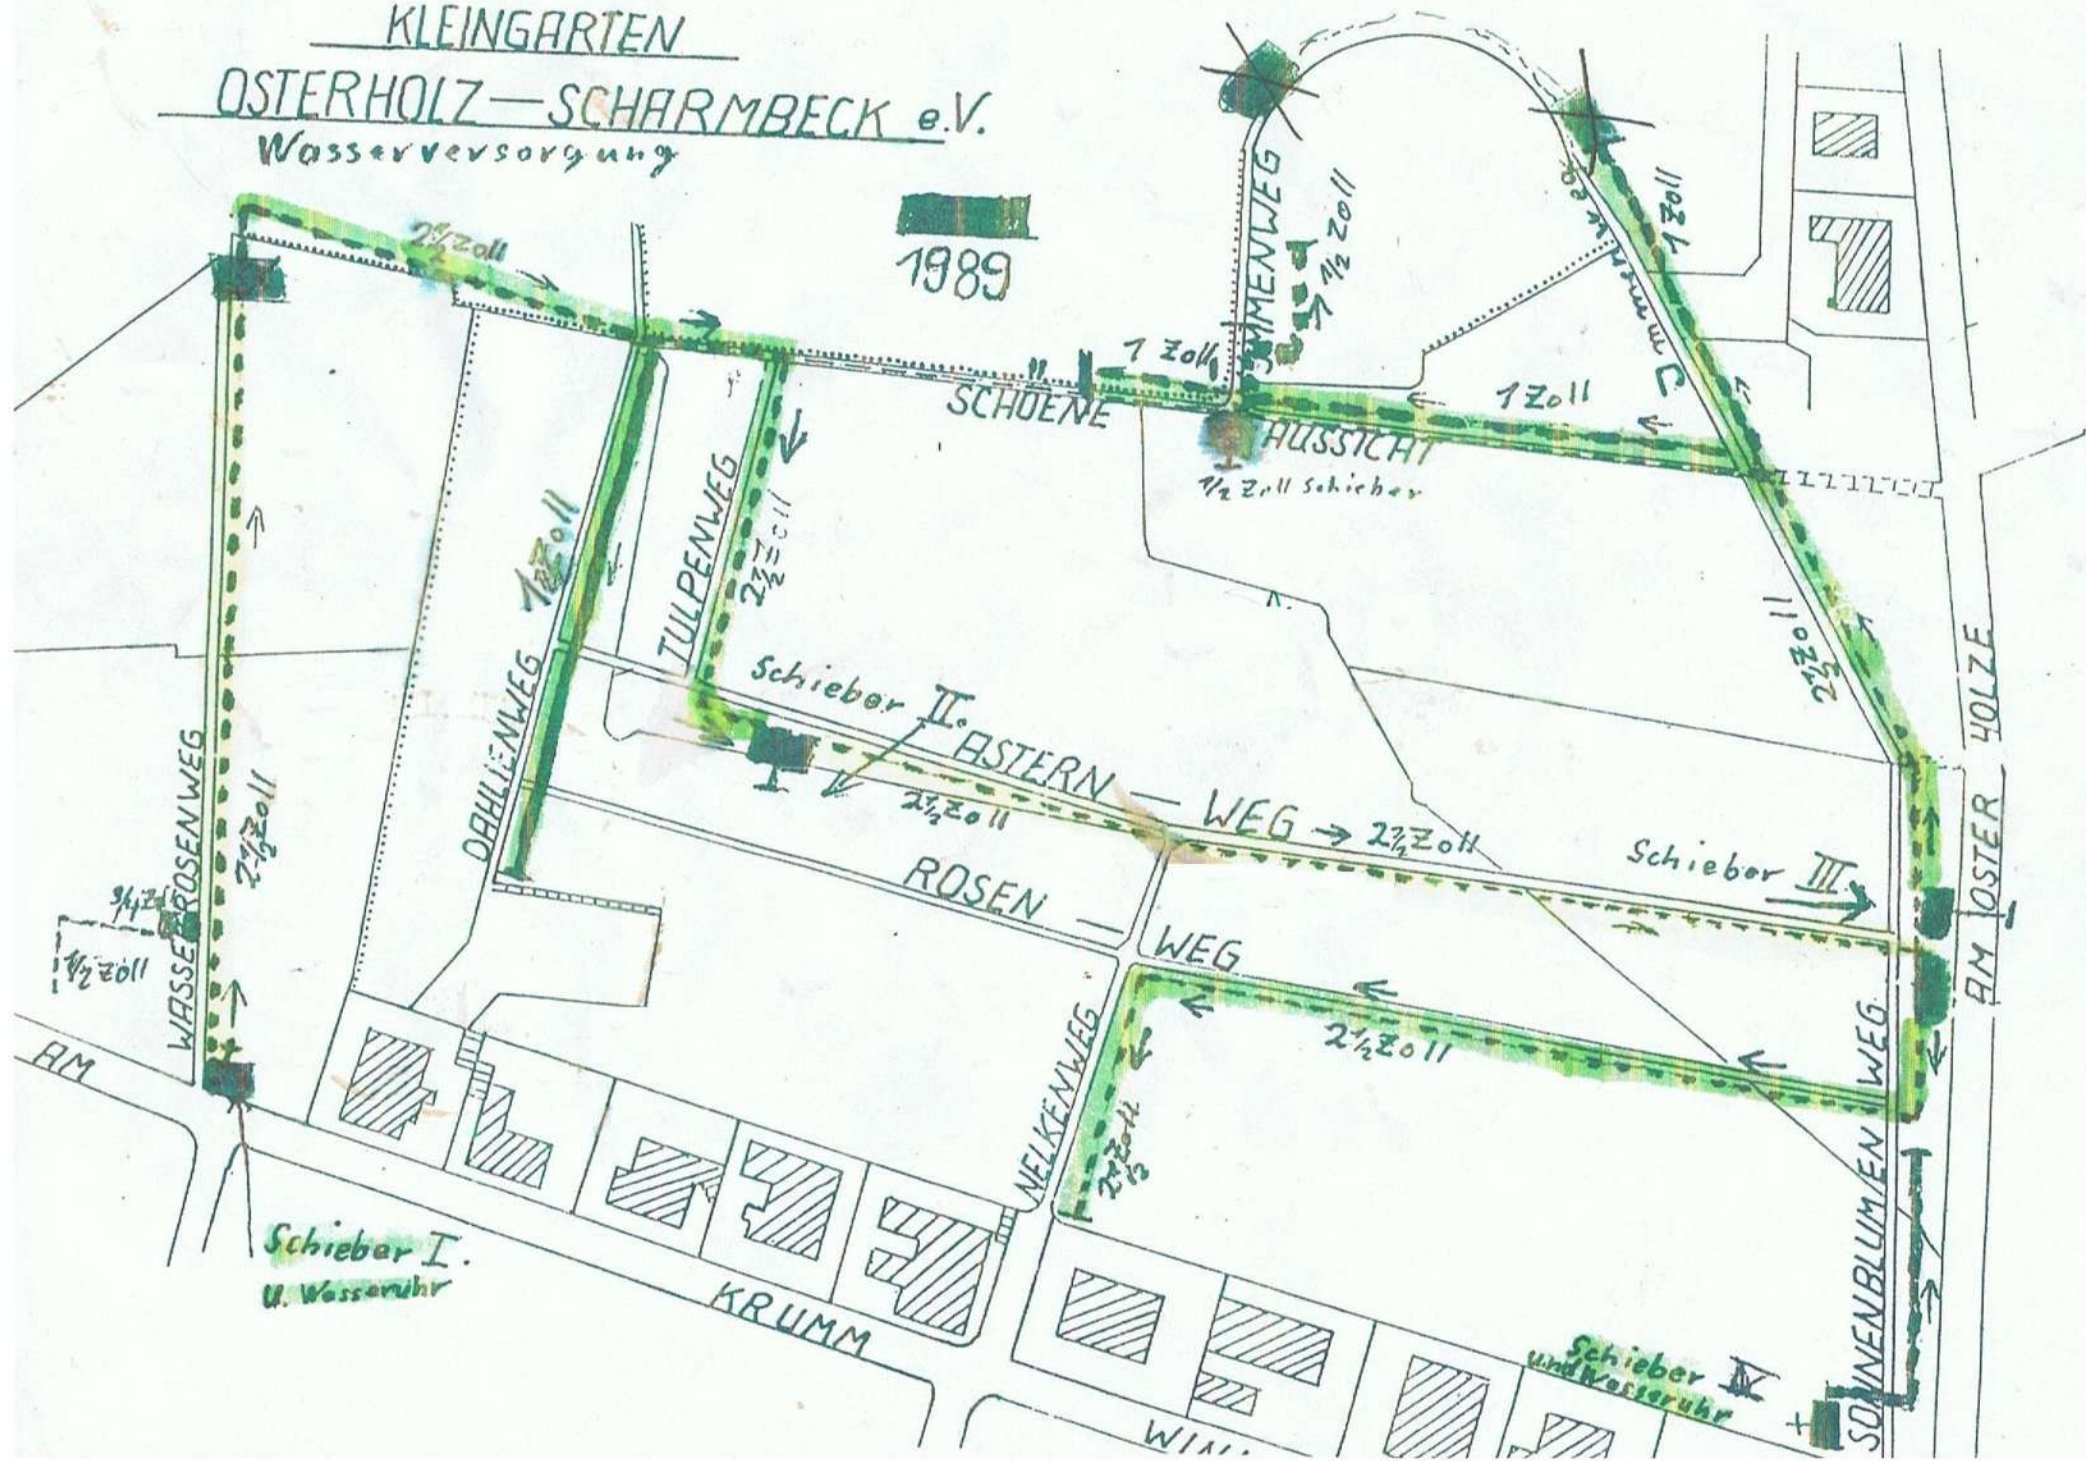 KLEINGARTEN
OSTERHOLZ—SCHARMBECK e.V.
Wasserversorgung
1989
2½ Zoll
1 Zoll
½ Zoll
1 Zoll
SCHOENE
AUSSICHT
1 Zoll
½ Zoll Schieber
TULPENWEG
2½ Zoll
DAHLIENWEG
2½ Zoll
Schieber II.
ASTERN — WEG → 2½ Zoll
2½ Zoll
Schieber III.
ROSEN — WEG
2½ Zoll
NELKENWEG
2½ Zoll
WASSERROSENWEG
2½ Zoll
½ Zoll
AM
KRUMM
Schieber I.
u. Wasseruhr
Schieber IV
und Wasseruhr
SONNENBLUMEN WEG
AM OSTER HOLZE